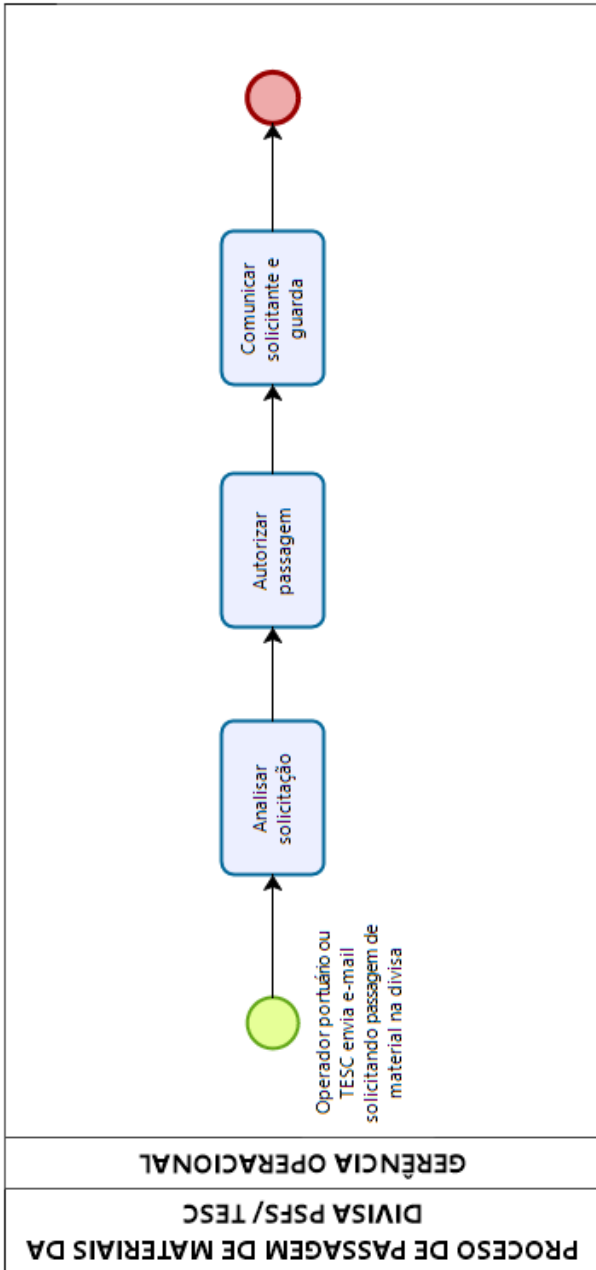 PROCESO DE PASSAGEM DE MATERIAIS DA
DIVISA PSFS/ TESC
GERÊNCIA OPERACIONAL
Operador portuário ou
TESC envia e-mail
solicitando passagem de
material na divisa
Analisar
solicitação
Autorizar
passagem
Comunicar
solicitante e
guarda